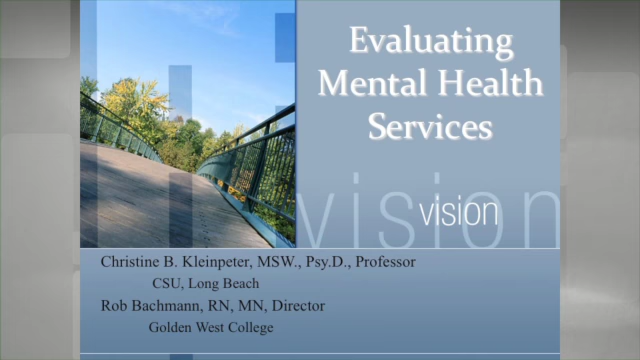 Evaluating
Mental Health
Services
vision
vision
Christine B. Kleinpeter, MSW., Psy.D., Professor
CSU, Long Beach
Rob Bachmann, RN, MN, Director
Golden West College